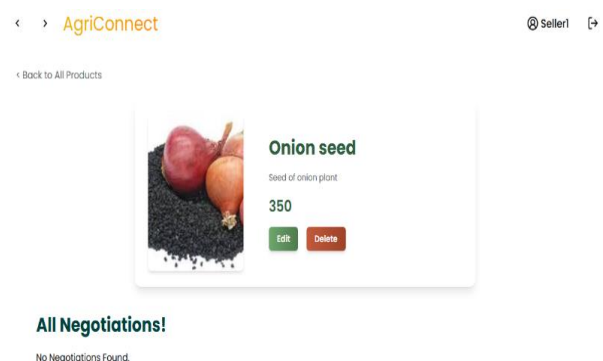 ‹ › AgriConnect Seller1
‹ Back to All Products
Onion seed
Seed of onion plant
350
Edit Delete
All Negotiations!
No Negotiations Found.